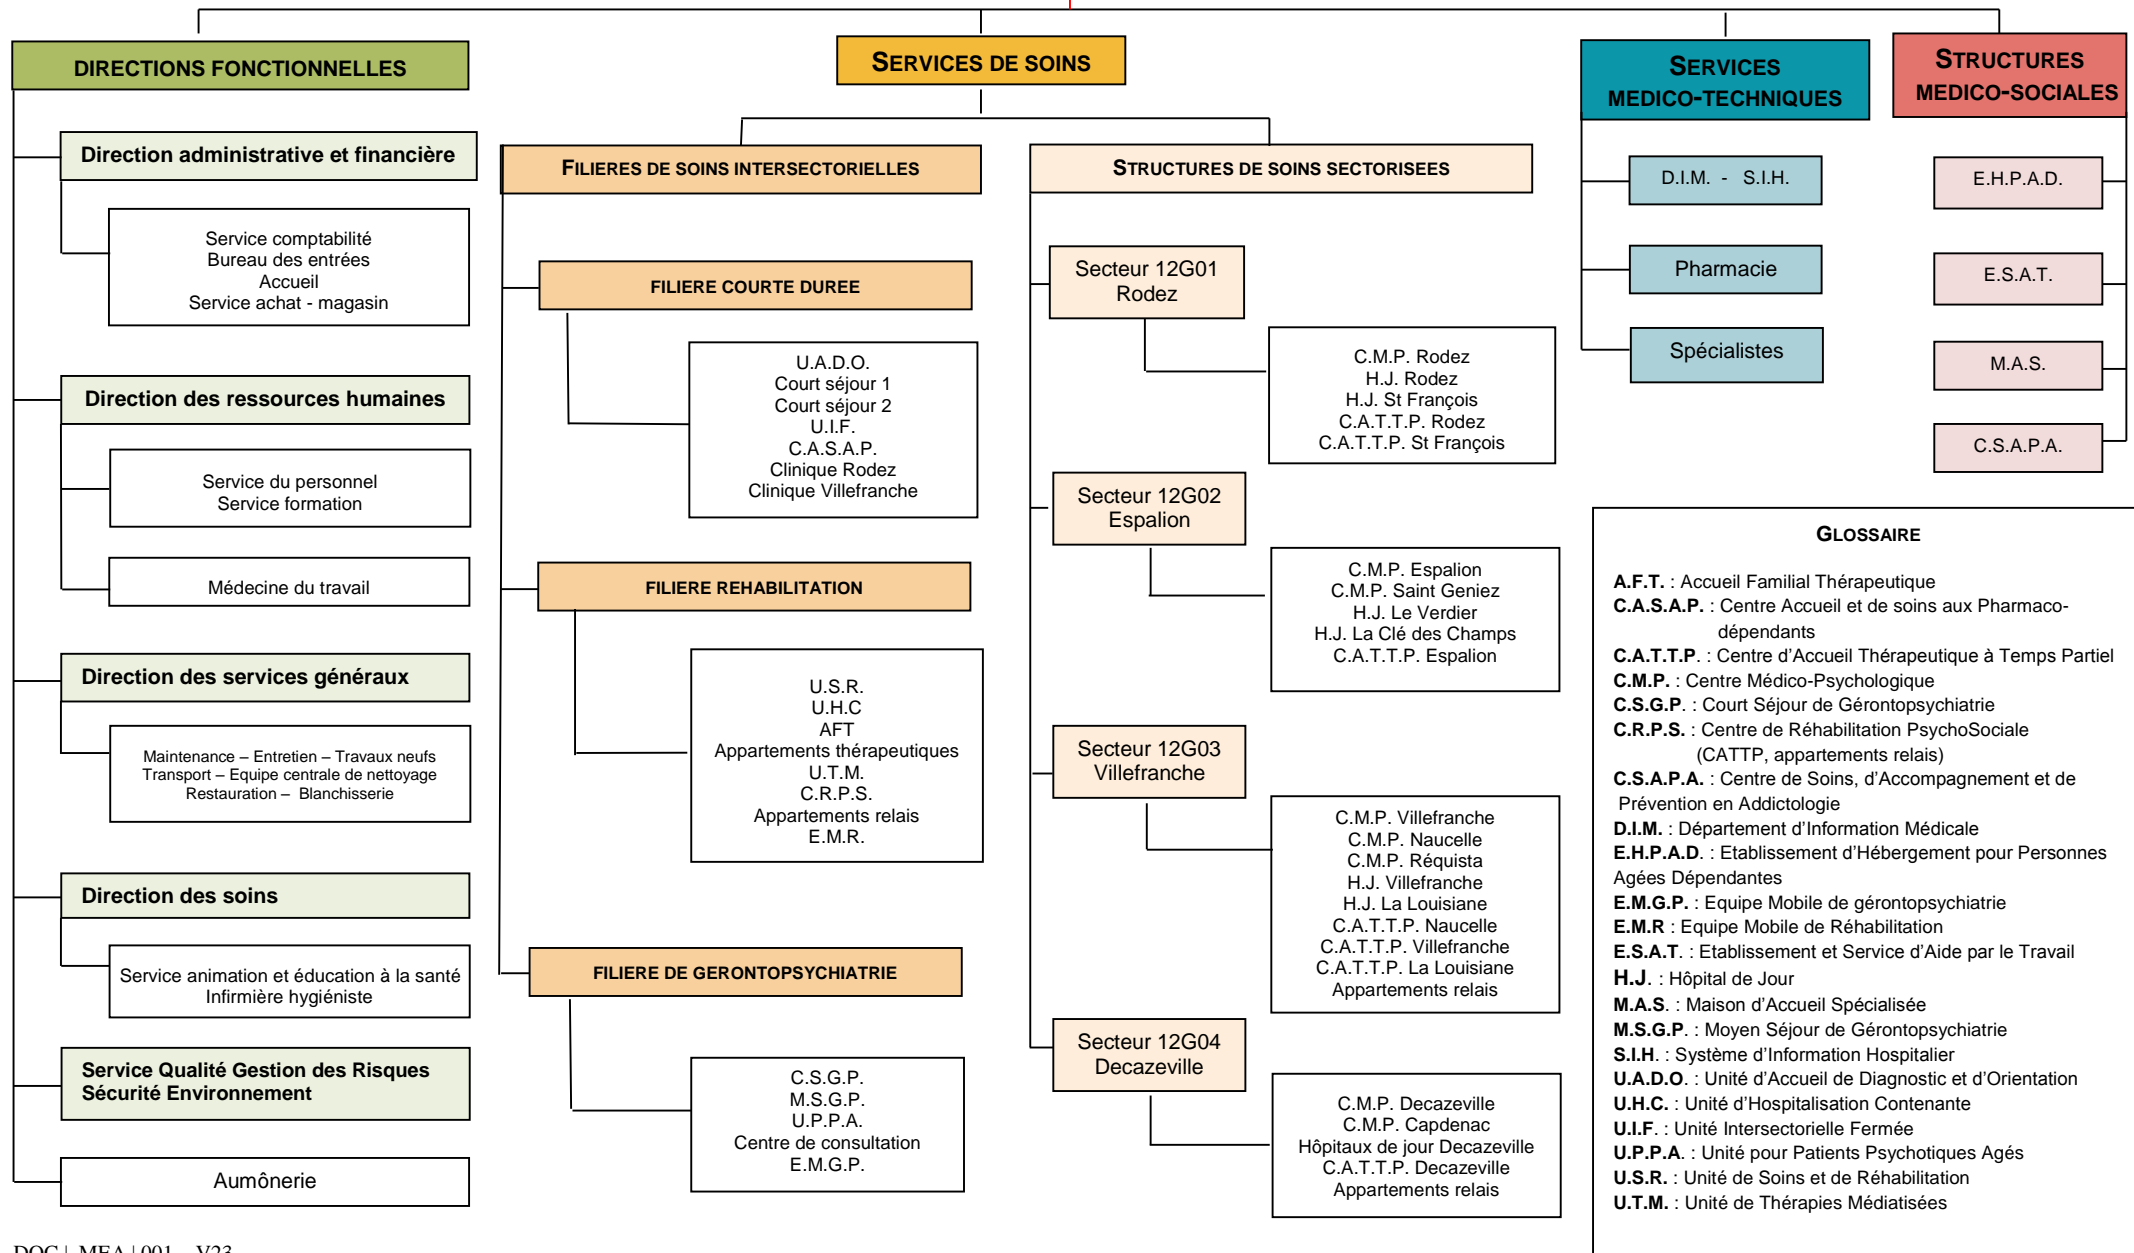 DIRECTIONS FONCTIONNELLES
Direction administrative et financière
Service comptabilité
Bureau des entrées
Accueil
Service achat - magasin
Direction des ressources humaines
Service du personnel
Service formation
Médecine du travail
Direction des services généraux
Maintenance – Entretien – Travaux neufs
Transport – Equipe centrale de nettoyage
Restauration – Blanchisserie
Direction des soins
Service animation et éducation à la santé
Infirmière hygiéniste
Service Qualité Gestion des Risques
Sécurité Environnement
Aumônerie
SERVICES DE SOINS
FILIERES DE SOINS INTERSECTORIELLES
FILIERE COURTE DUREE
U.A.D.O.
Court séjour 1
Court séjour 2
U.I.F.
C.A.S.A.P.
Clinique Rodez
Clinique Villefranche
FILIERE REHABILITATION
U.S.R.
U.H.C
AFT
Appartements thérapeutiques
U.T.M.
C.R.P.S.
Appartements relais
E.M.R.
FILIERE DE GERONTOPSYCHIATRIE
C.S.G.P.
M.S.G.P.
U.P.P.A.
Centre de consultation
E.M.G.P.
STRUCTURES DE SOINS SECTORISEES
Secteur 12G01
Rodez
C.M.P. Rodez
H.J. Rodez
H.J. St François
C.A.T.T.P. Rodez
C.A.T.T.P. St François
Secteur 12G02
Espalion
C.M.P. Espalion
C.M.P. Saint Geniez
H.J. Le Verdier
H.J. La Clé des Champs
C.A.T.T.P. Espalion
Secteur 12G03
Villefranche
C.M.P. Villefranche
C.M.P. Naucelle
C.M.P. Réquista
H.J. Villefranche
H.J. La Louisiane
C.A.T.T.P. Naucelle
C.A.T.T.P. Villefranche
C.A.T.T.P. La Louisiane
Appartements relais
Secteur 12G04
Decazeville
C.M.P. Decazeville
C.M.P. Capdenac
Hôpitaux de jour Decazeville
C.A.T.T.P. Decazeville
Appartements relais
SERVICES
MEDICO-TECHNIQUES
D.I.M. - S.I.H.
Pharmacie
Spécialistes
STRUCTURES
MEDICO-SOCIALES
E.H.P.A.D.
E.S.A.T.
M.A.S.
C.S.A.P.A.
GLOSSAIRE
A.F.T. : Accueil Familial Thérapeutique
C.A.S.A.P. : Centre Accueil et de soins aux Pharmaco-
dépendants
C.A.T.T.P. : Centre d'Accueil Thérapeutique à Temps Partiel
C.M.P. : Centre Médico-Psychologique
C.S.G.P. : Court Séjour de Gérontopsychiatrie
C.R.P.S. : Centre de Réhabilitation PsychoSociale
(CATTP, appartements relais)
C.S.A.P.A. : Centre de Soins, d'Accompagnement et de
Prévention en Addictologie
D.I.M. : Département d'Information Médicale
E.H.P.A.D. : Etablissement d'Hébergement pour Personnes
Agées Dépendantes
E.M.G.P. : Equipe Mobile de gérontopsychiatrie
E.M.R : Equipe Mobile de Réhabilitation
E.S.A.T. : Etablissement et Service d'Aide par le Travail
H.J. : Hôpital de Jour
M.A.S. : Maison d'Accueil Spécialisée
M.S.G.P. : Moyen Séjour de Gérontopsychiatrie
S.I.H. : Système d'Information Hospitalier
U.A.D.O. : Unité d'Accueil de Diagnostic et d'Orientation
U.H.C. : Unité d'Hospitalisation Contenante
U.I.F. : Unité Intersectorielle Fermée
U.P.P.A. : Unité pour Patients Psychotiques Agés
U.S.R. : Unité de Soins et de Réhabilitation
U.T.M. : Unité de Thérapies Médiatisées
DOC | MEA | 001 – V23